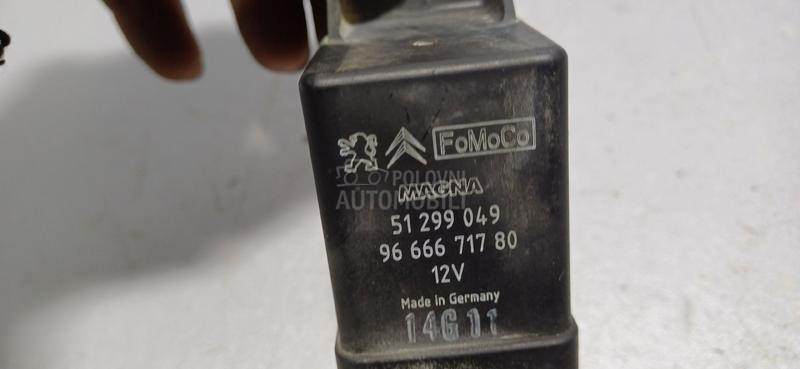 FoMoCo
MAGNA
POLOVNI
AUTOMOBILI
51 299 049
96 666 717 80
12V
Made in Germany
14G11